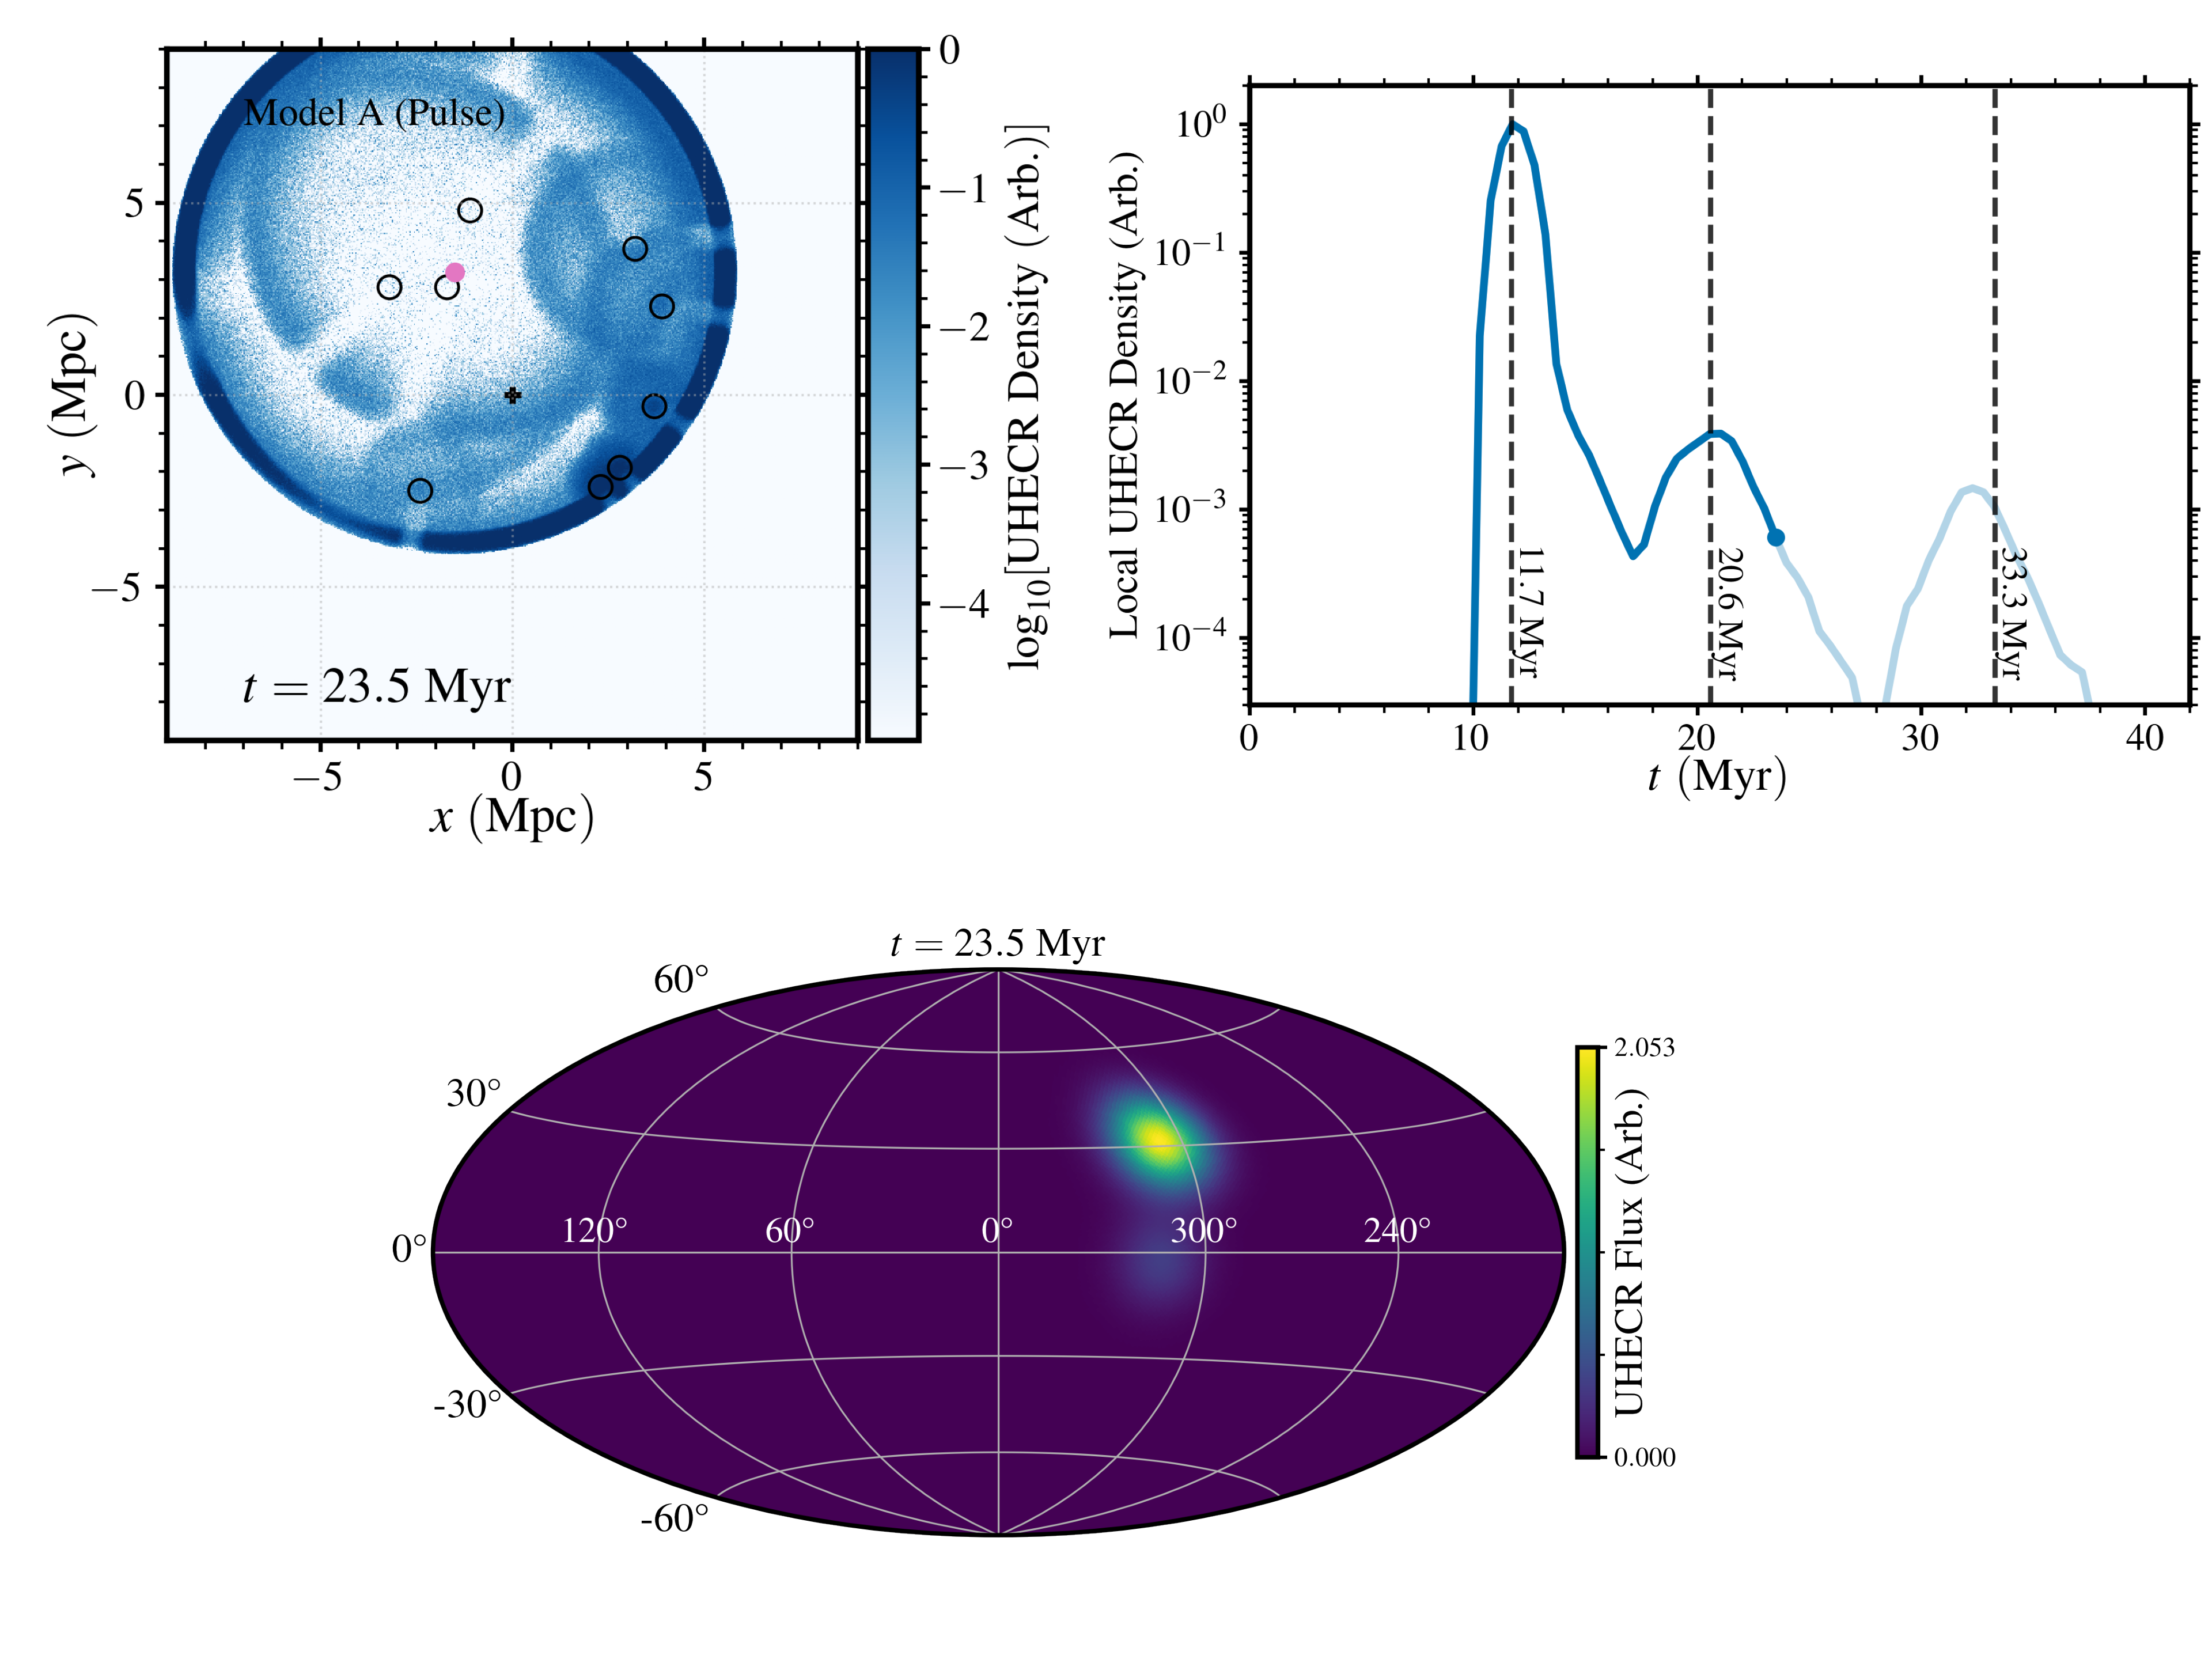 Model A (Pulse)
t = 23.5 Myr
5
0
−5
−5
0
5
x (Mpc)
y (Mpc)
0
−1
−2
−3
−4
log₁₀[UHECR Density (Arb.)]
10⁰
10⁻¹
10⁻²
10⁻³
10⁻⁴
Local UHECR Density (Arb.)
11.7 Myr
20.6 Myr
33.3 Myr
0
10
20
30
40
t (Myr)
t = 23.5 Myr
60°
30°
0°
-30°
-60°
120°
60°
0°
300°
240°
2.053
0.000
UHECR Flux (Arb.)